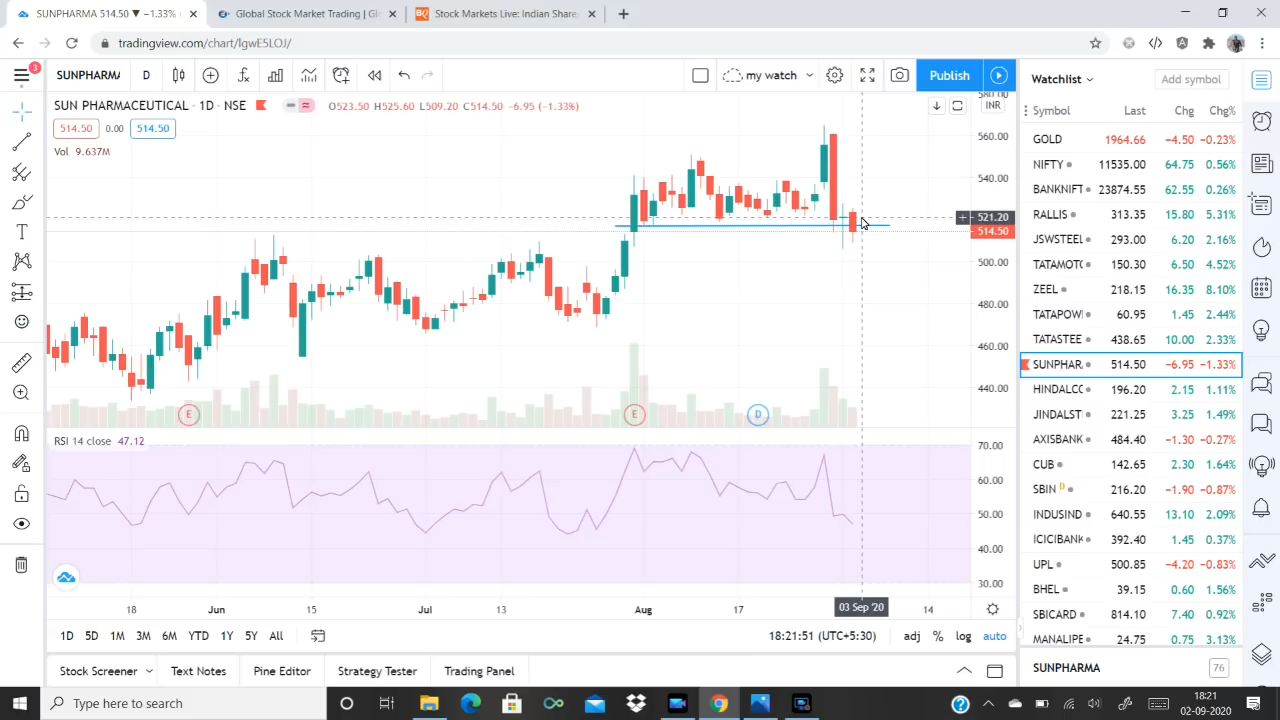 SUNPHARMA 514.50 ▼ −1.33%
Global Stock Market Trading | Gl
BQ Stock Markets Live: Indian Share
tradingview.com/chart/lgwE5LOJ/
3
SUNPHARMA D
my watch
Publish
Watchlist
Add symbol
SUN PHARMACEUTICAL · 1D · NSE O523.50 H525.60 L509.20 C514.50 −6.95 (−1.33%)
514.50 0.00 514.50
Vol 9.637M
INR
580.00
560.00
540.00
521.20
514.50
500.00
480.00
460.00
440.00
E E D
RSI 14 close 47.12
70.00
60.00
50.00
40.00
30.00
18 Jun 15 Jul 13 Aug 17 03 Sep '20 14
1D 5D 1M 3M 6M YTD 1Y 5Y All
18:21:51 (UTC+5:30) adj % log auto
Stock Screener Text Notes Pine Editor Strategy Tester Trading Panel
Symbol Last Chg Chg%
GOLD 1964.66 −4.50 −0.23%
NIFTY 11535.00 64.75 0.56%
BANKNIFT 23874.55 62.55 0.26%
RALLIS 313.35 15.80 5.31%
JSWSTEEL 293.00 6.20 2.16%
TATAMOTO 150.30 6.50 4.52%
ZEEL 218.15 16.35 8.10%
TATAPOW 60.95 1.45 2.44%
TATASTEE 438.65 10.00 2.33%
SUNPHAR 514.50 −6.95 −1.33%
HINDALCO 196.20 2.15 1.11%
JINDALST 221.25 3.25 1.49%
AXISBANK 484.40 −1.30 −0.27%
CUB 142.65 2.30 1.64%
SBIN D 216.20 −1.90 −0.87%
INDUSIND 640.55 13.10 2.09%
ICICIBANK 392.40 1.45 0.37%
UPL 500.85 −4.20 −0.83%
BHEL 39.15 0.60 1.56%
SBICARD 814.10 7.40 0.92%
MANALIPE 24.75 0.75 3.13%
SUNPHARMA 76
Type here to search
18:21
02-09-2020